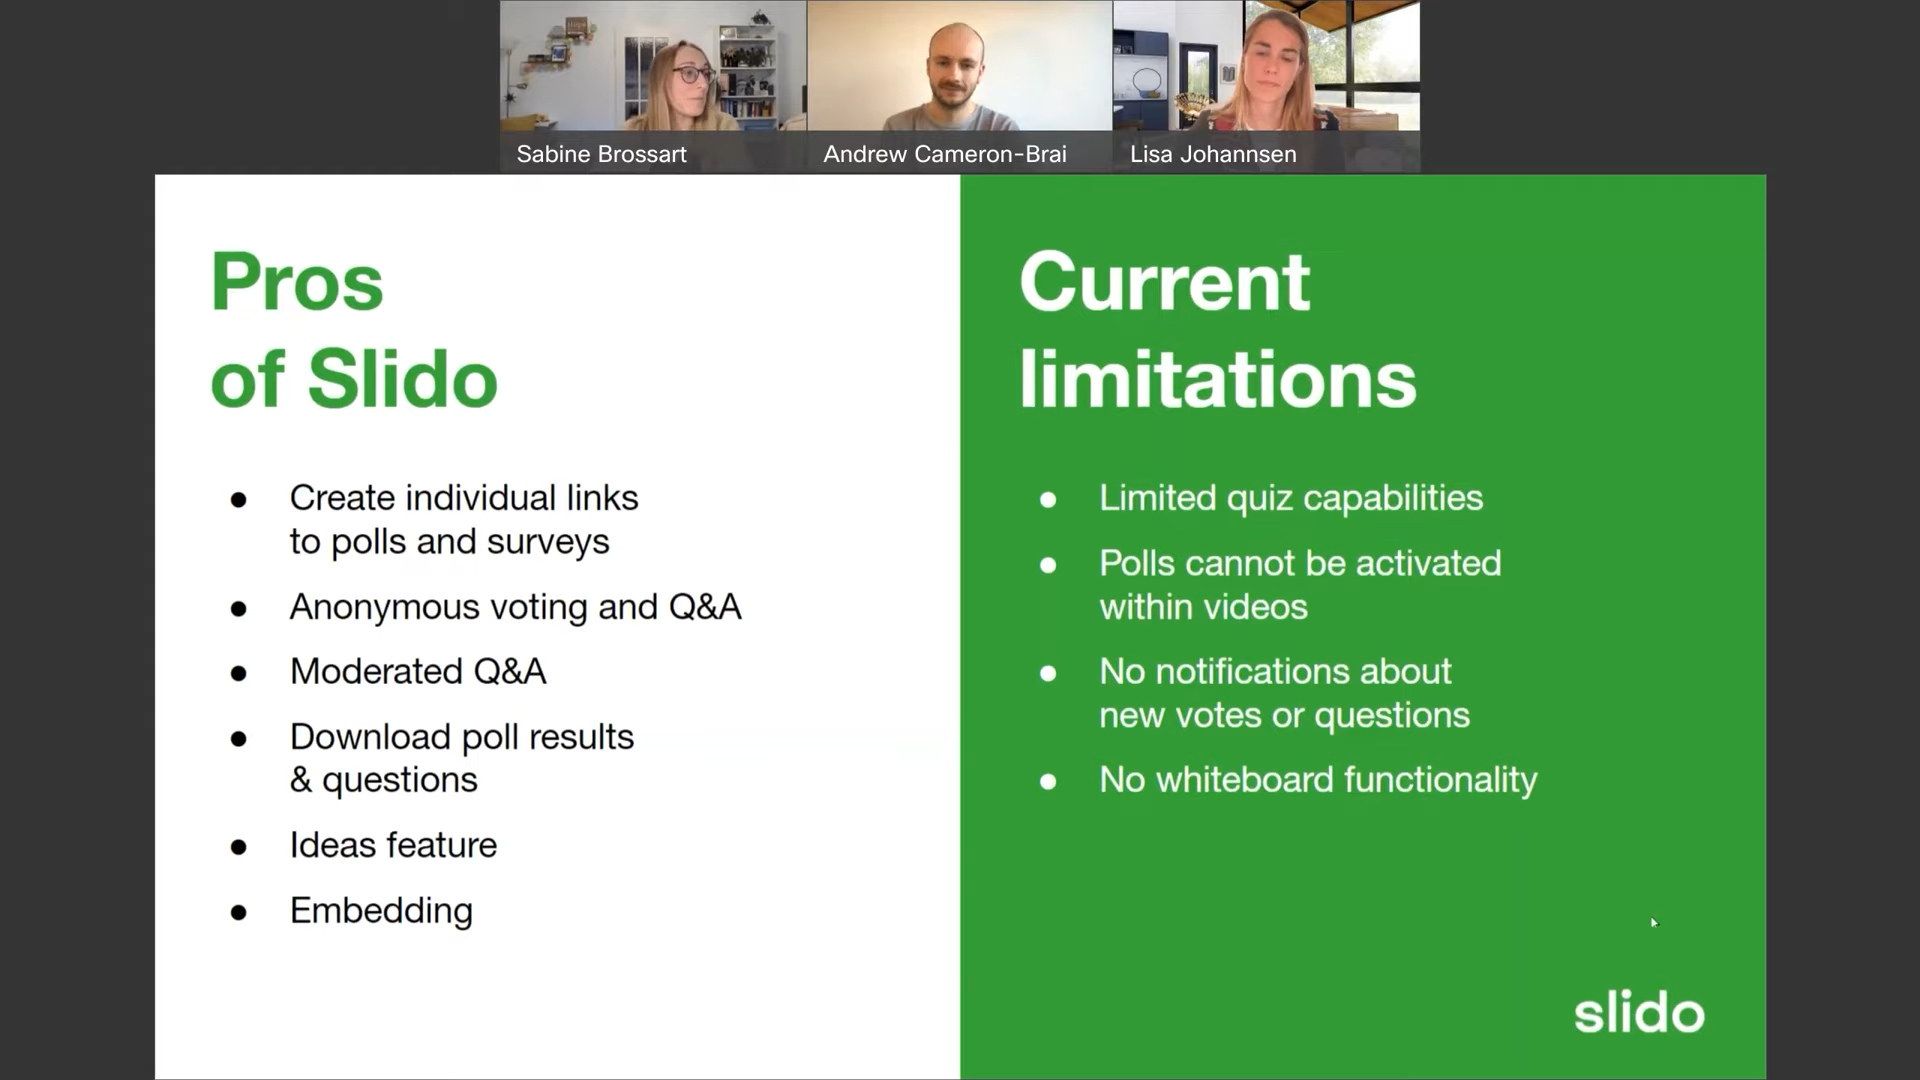 Sabine Brossart
Andrew Cameron-Brai
Lisa Johannsen
Pros
of Slido
● Create individual links
to polls and surveys
● Anonymous voting and Q&A
● Moderated Q&A
● Download poll results
& questions
● Ideas feature
● Embedding
Current
limitations
● Limited quiz capabilities
● Polls cannot be activated
within videos
● No notifications about
new votes or questions
● No whiteboard functionality
slido